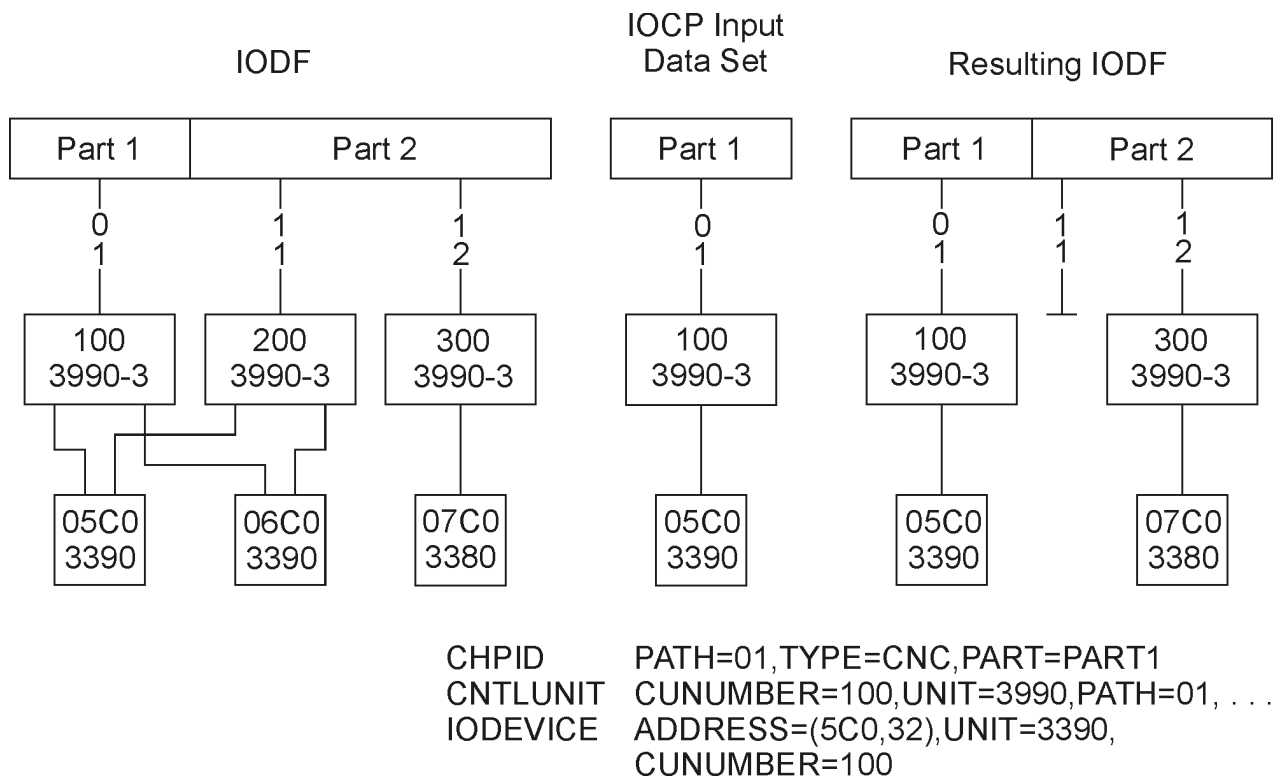 IODF
IOCP Input
Data Set
Resulting IODF
Part 1
Part 2
Part 1
Part 1
Part 2
0
1
1
1
1
2
0
1
0
1
1
1
1
2
100
3990-3
200
3990-3
300
3990-3
100
3990-3
100
3990-3
300
3990-3
05C0
3390
06C0
3390
07C0
3380
05C0
3390
05C0
3390
07C0
3380
CHPID PATH=01,TYPE=CNC,PART=PART1
CNTLUNIT CUNUMBER=100,UNIT=3990,PATH=01, . . .
IODEVICE ADDRESS=(5C0,32),UNIT=3390,
CUNUMBER=100